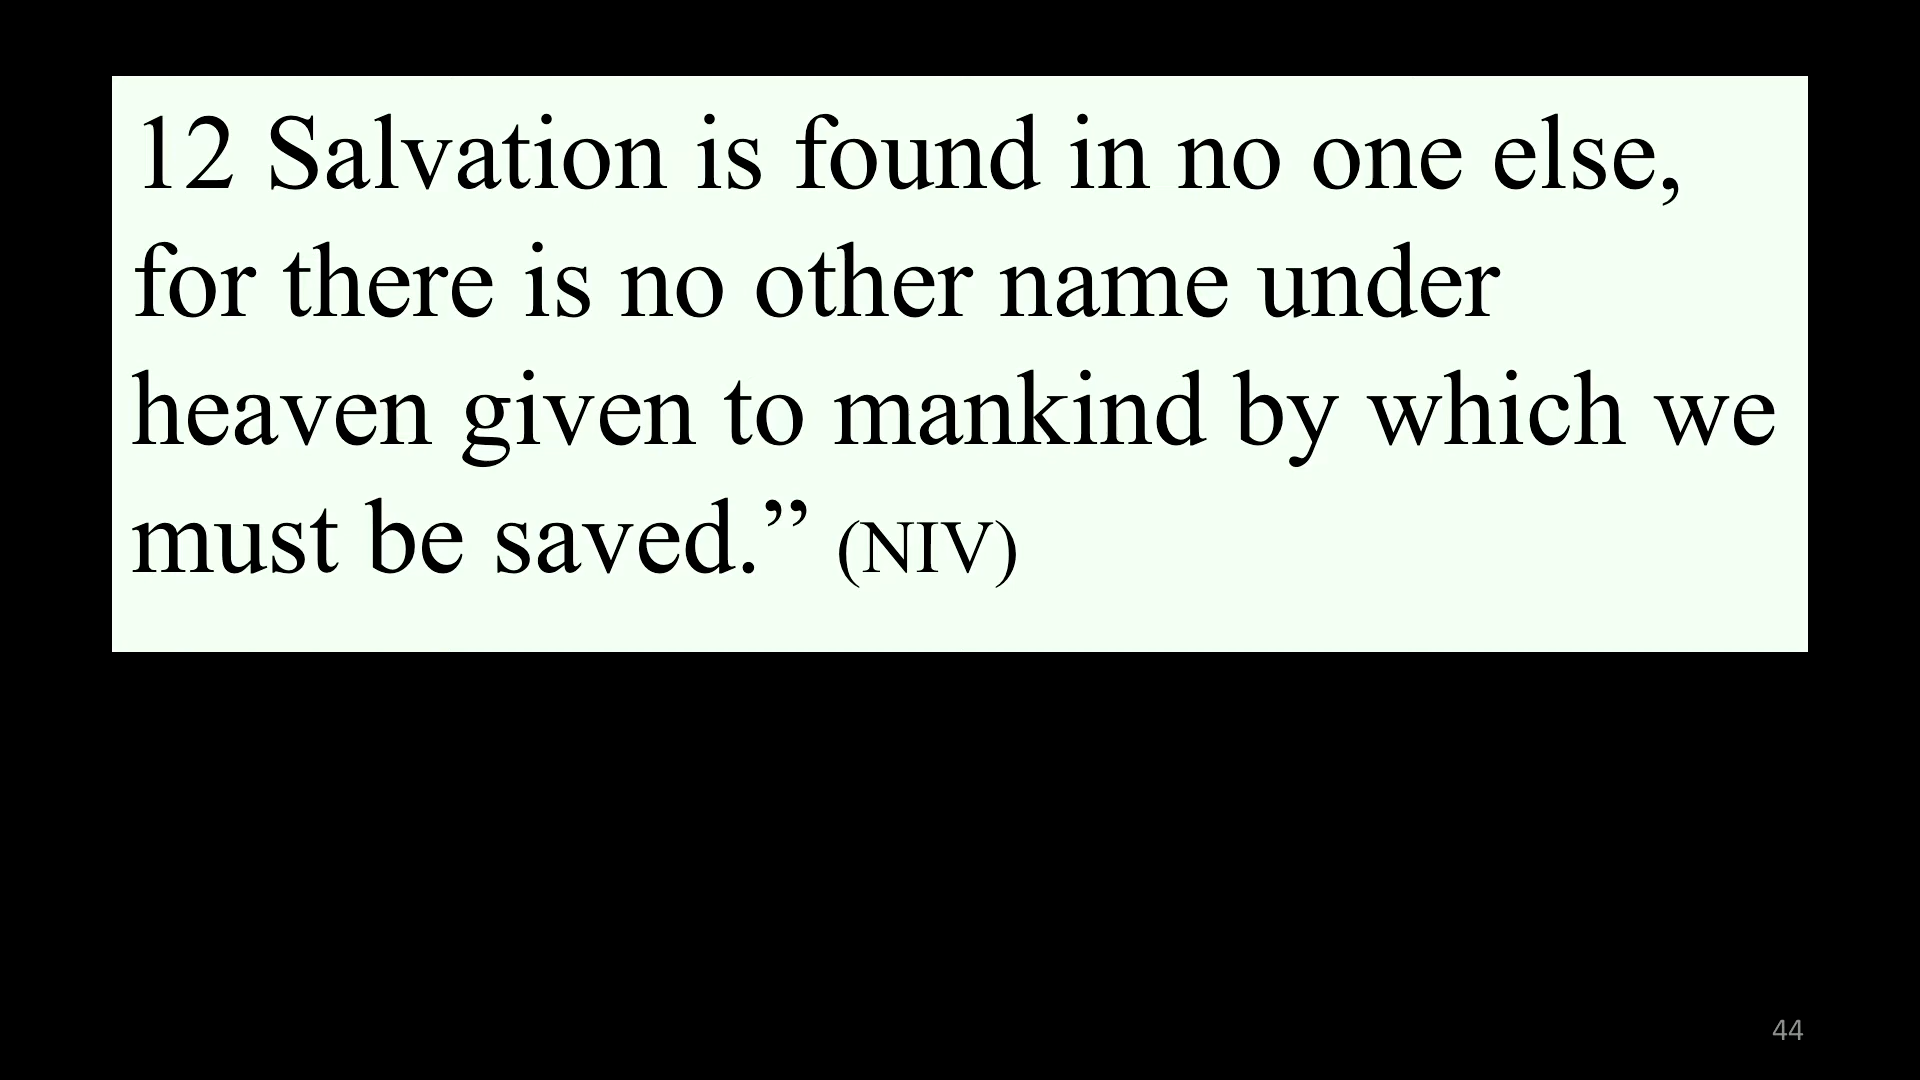 12 Salvation is found in no one else,
for there is no other name under
heaven given to mankind by which we
must be saved.” (NIV)
44